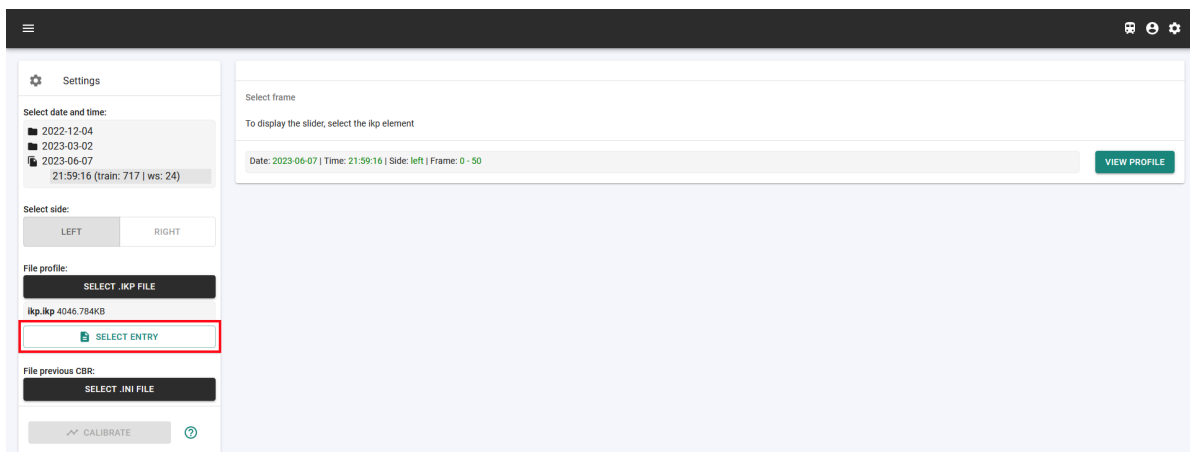 Settings
Select date and time:
2022-12-04
2023-03-02
2023-06-07
21:59:16 (train: 717 | ws: 24)
Select side:
LEFT RIGHT
File profile:
SELECT .IKP FILE
ikp.ikp 4046.784KB
SELECT ENTRY
File previous CBR:
SELECT .INI FILE
CALIBRATE
Select frame
To display the slider, select the ikp element
Date: 2023-06-07 | Time: 21:59:16 | Side: left | Frame: 0 - 50
VIEW PROFILE